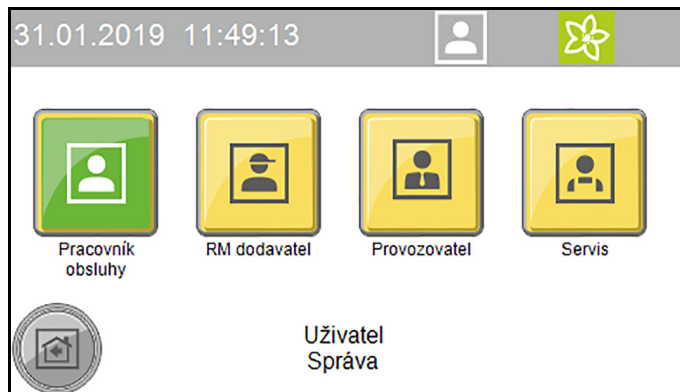 31.01.2019 11:49:13
Pracovník
obsluhy
RM dodavatel
Provozovatel
Servis
Uživatel
Správa